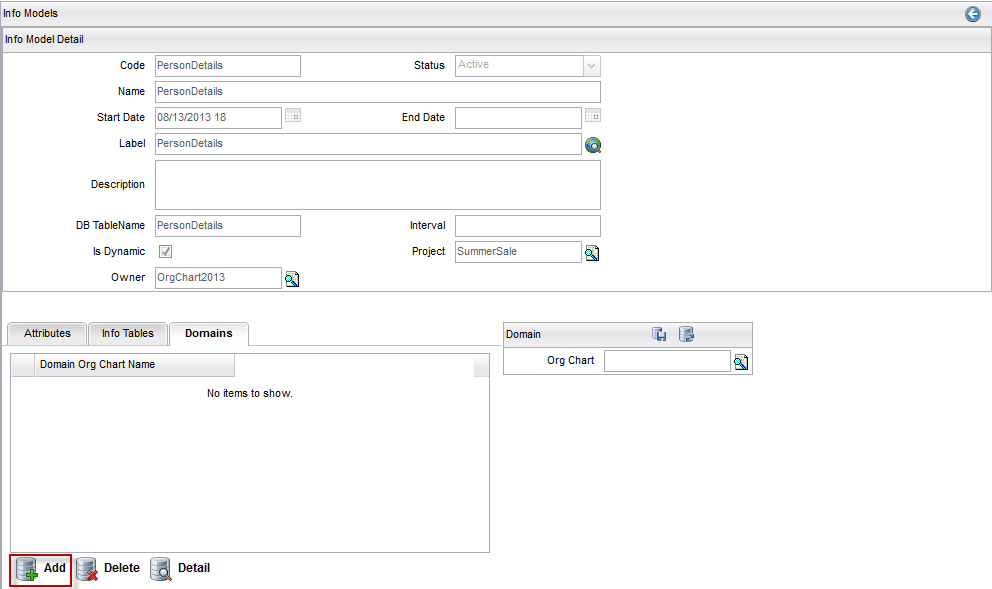 Info Models
Info Model Detail
Code PersonDetails Status Active
Name PersonDetails
Start Date 08/13/2013 18 End Date
Label PersonDetails
Description
DB TableName PersonDetails Interval
Is Dynamic Project SummerSale
Owner OrgChart2013
Attributes Info Tables Domains
Domain Org Chart Name
No items to show.
Domain
Org Chart
Add Delete Detail